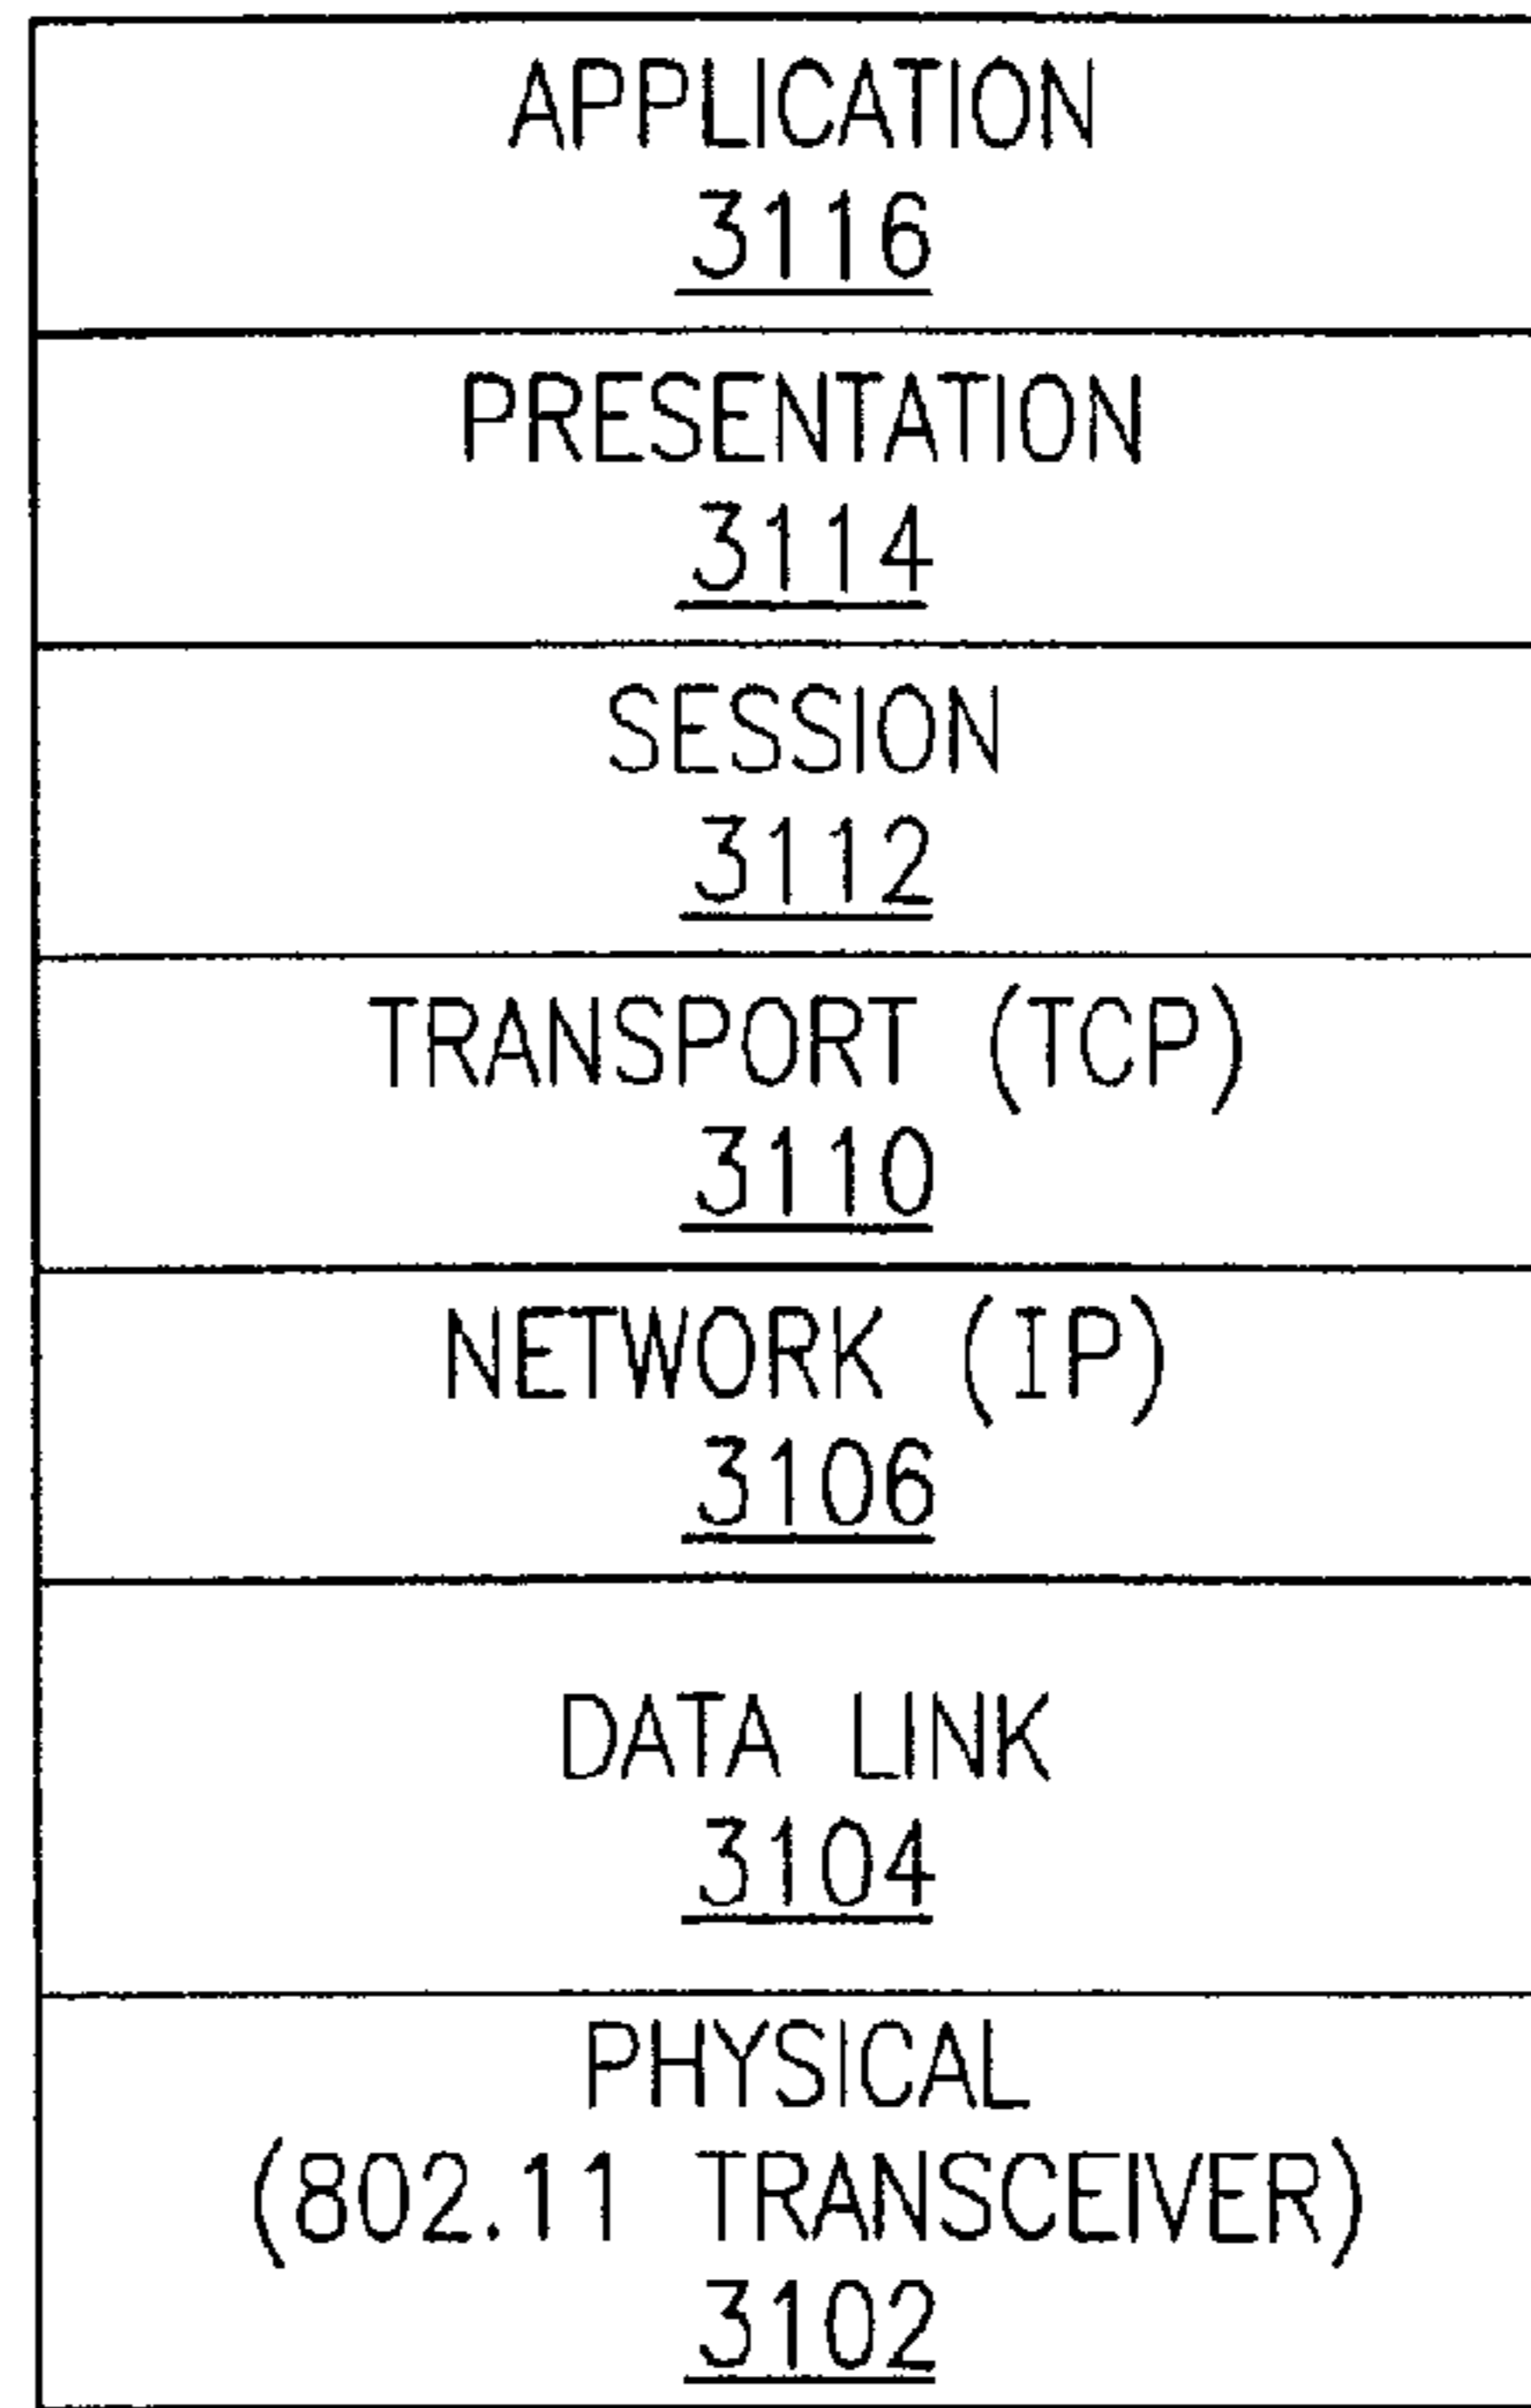 APPLICATION
3116
PRESENTATION
3114
SESSION
3112
TRANSPORT (TCP)
3110
NETWORK (IP)
3106
DATA LINK
3104
PHYSICAL
(802.11 TRANSCEIVER)
3102